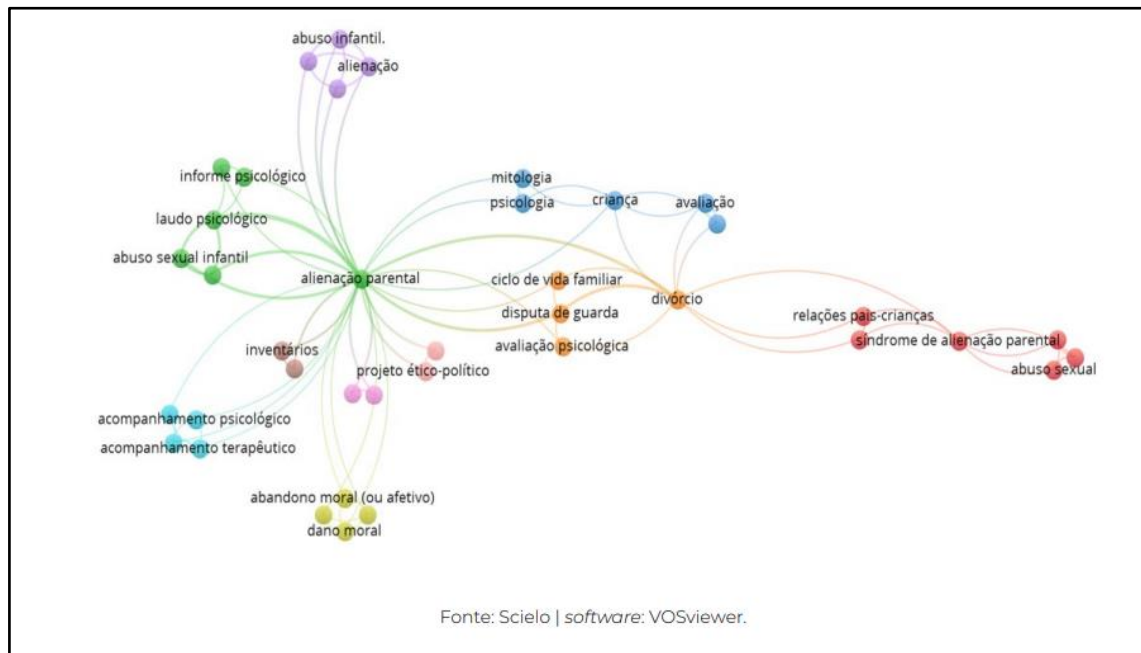 abuso infantil.
alienação
informe psicológico
mitologia
psicologia
criança
avaliação
laudo psicológico
abuso sexual infantil
alienação parental
ciclo de vida familiar
divórcio
disputa de guarda
relações pais-crianças
síndrome de alienação parental
avaliação psicológica
inventários
projeto ético-político
abuso sexual
acompanhamento psicológico
acompanhamento terapêutico
abandono moral (ou afetivo)
dano moral
Fonte: Scielo | software: VOSviewer.